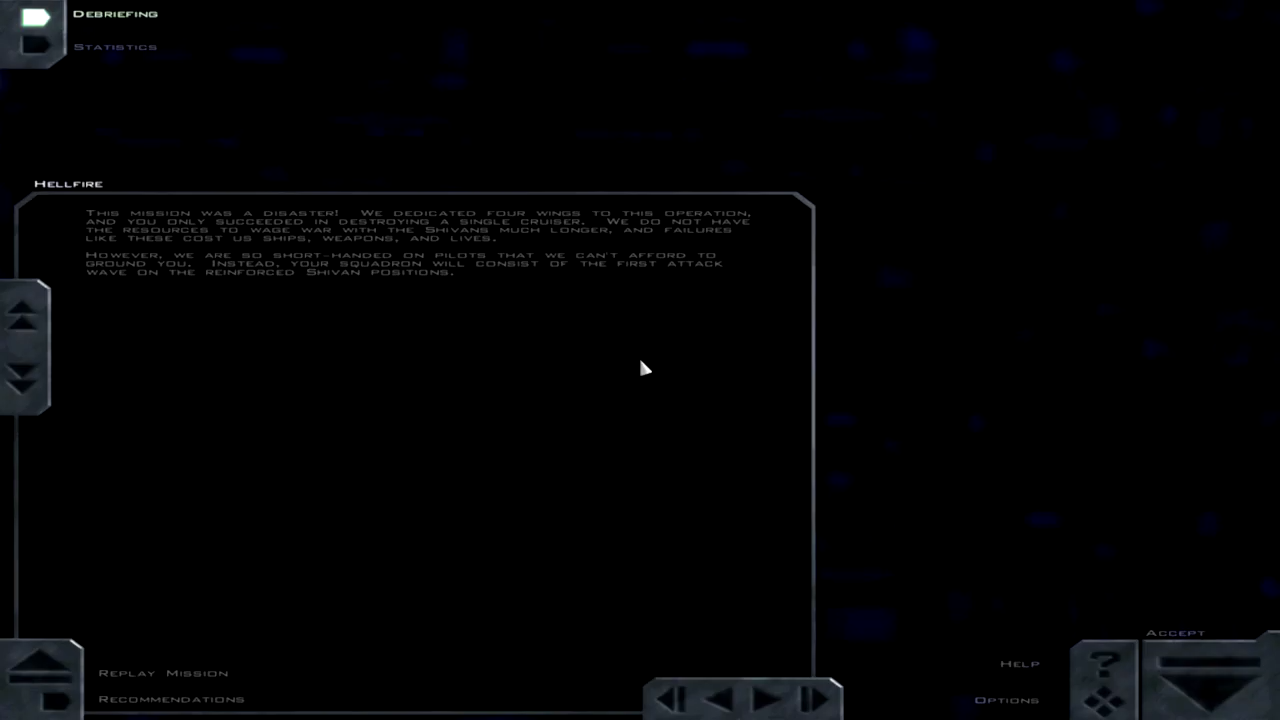 Debriefing
Statistics
Hellfire
This mission was a disaster!  We dedicated four wings to this operation,
and you only succeeded in destroying a single cruiser.  We do not have
the resources to wage war with the Shivans much longer, and failures
like these cost us ships, weapons, and lives.
However, we are so short-handed on pilots that we can't afford to
ground you.  Instead, your squadron will consist of the first attack
wave on the reinforced Shivan positions.
Accept
Help
?
Replay Mission
Recommendations
Options